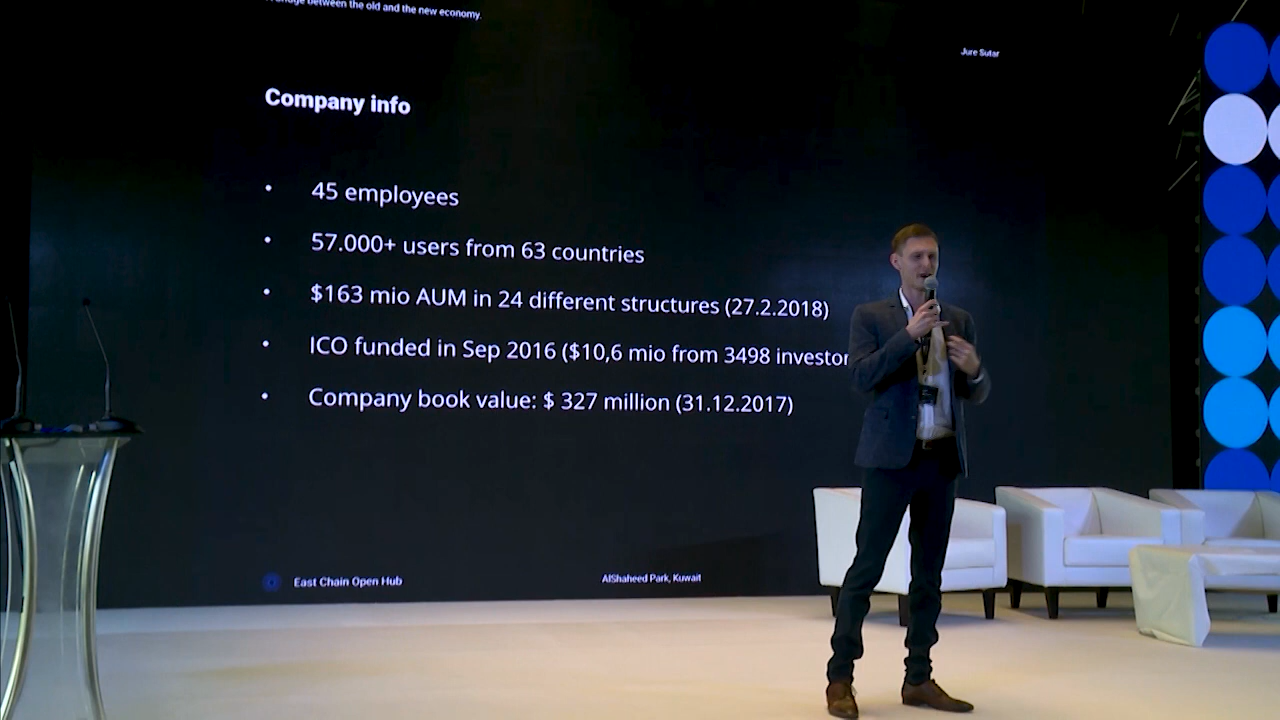 between the old and the new economy.
Jure Sutar
Company info
• 45 employees
• 57.000+ users from 63 countries
• $163 mio AUM in 24 different structures (27.2.2018)
• ICO funded in Sep 2016 ($10,6 mio from 3498
• Company book value: $ 327 million (31.12.2017)
East Chain Open Hub
AlShaheed Park, Kuwait